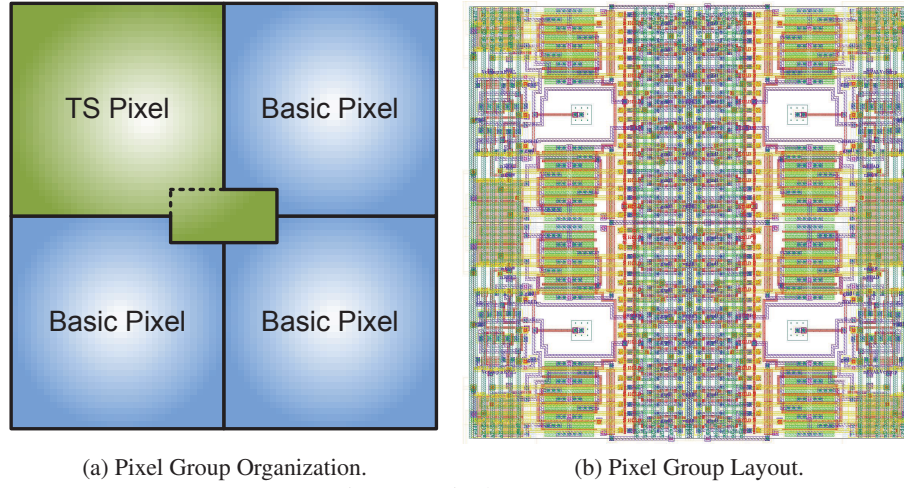 TS Pixel
Basic Pixel
Basic Pixel
Basic Pixel
(a) Pixel Group Organization.
(b) Pixel Group Layout.